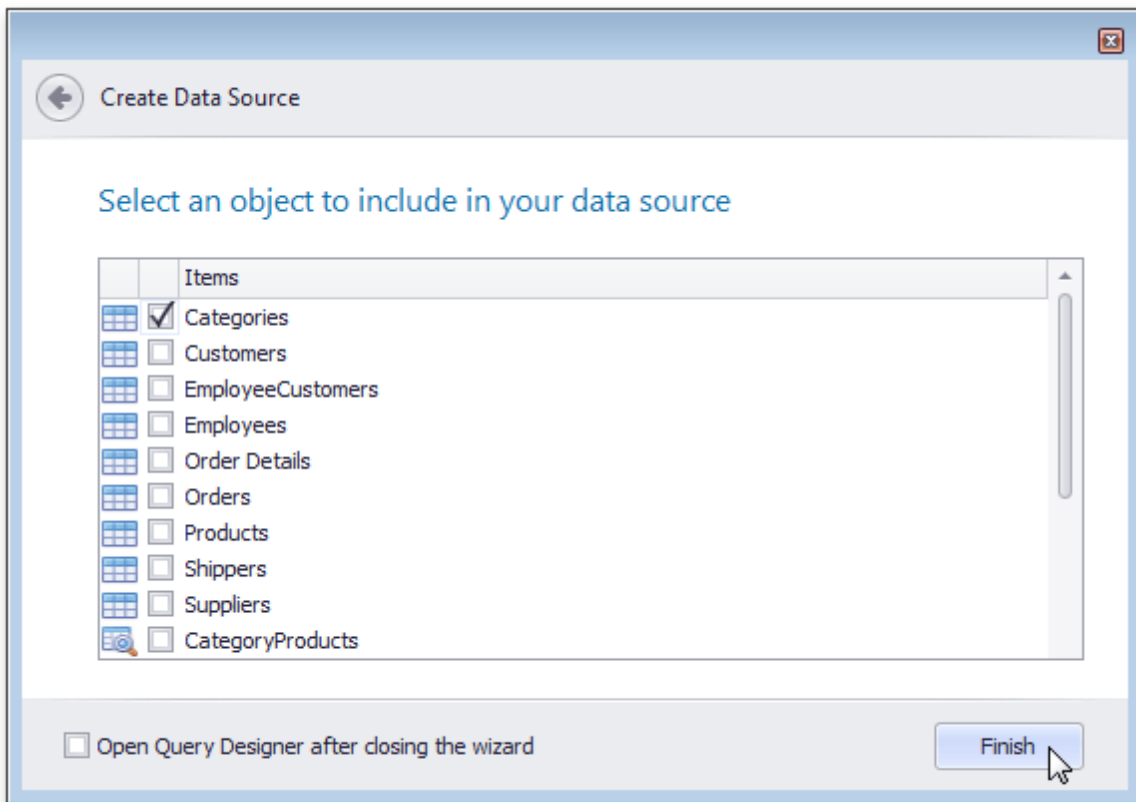 Create Data Source
Select an object to include in your data source
Items
Categories
Customers
EmployeeCustomers
Employees
Order Details
Orders
Products
Shippers
Suppliers
CategoryProducts
Open Query Designer after closing the wizard
Finish